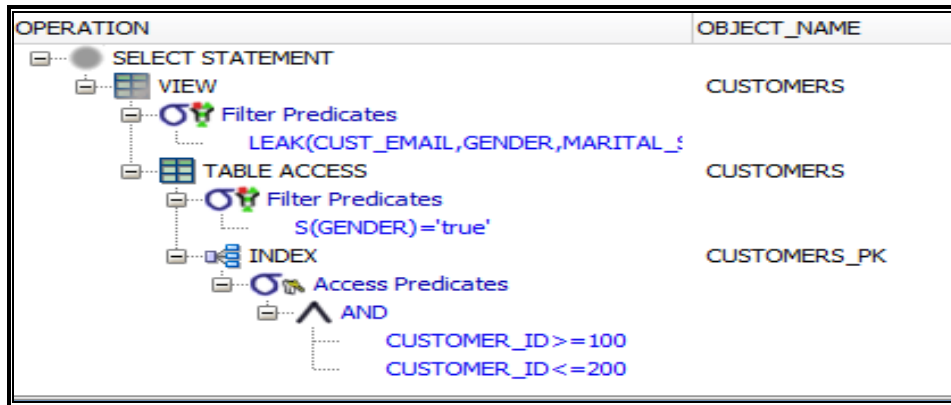 OPERATION OBJECT_NAME
SELECT STATEMENT
VIEW CUSTOMERS
Filter Predicates
LEAK(CUST_EMAIL,GENDER,MARITAL_S
TABLE ACCESS CUSTOMERS
Filter Predicates
S(GENDER)='true'
INDEX CUSTOMERS_PK
Access Predicates
AND
CUSTOMER_ID>=100
CUSTOMER_ID<=200